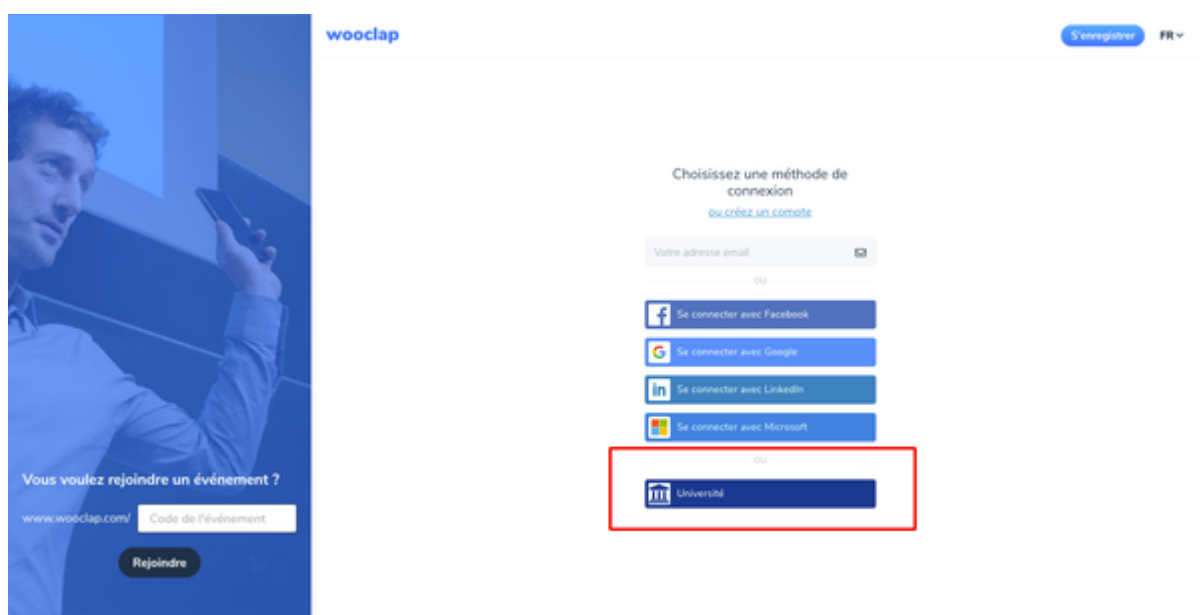 wooclap
S'enregistrer
FR
Choisissez une méthode de
connexion
ou créez un compte
Votre adresse email
OU
Se connecter avec Facebook
Se connecter avec Google
Se connecter avec LinkedIn
Se connecter avec Microsoft
OU
Université
Vous voulez rejoindre un événement ?
www.wooclap.com/ Code de l'événement
Rejoindre